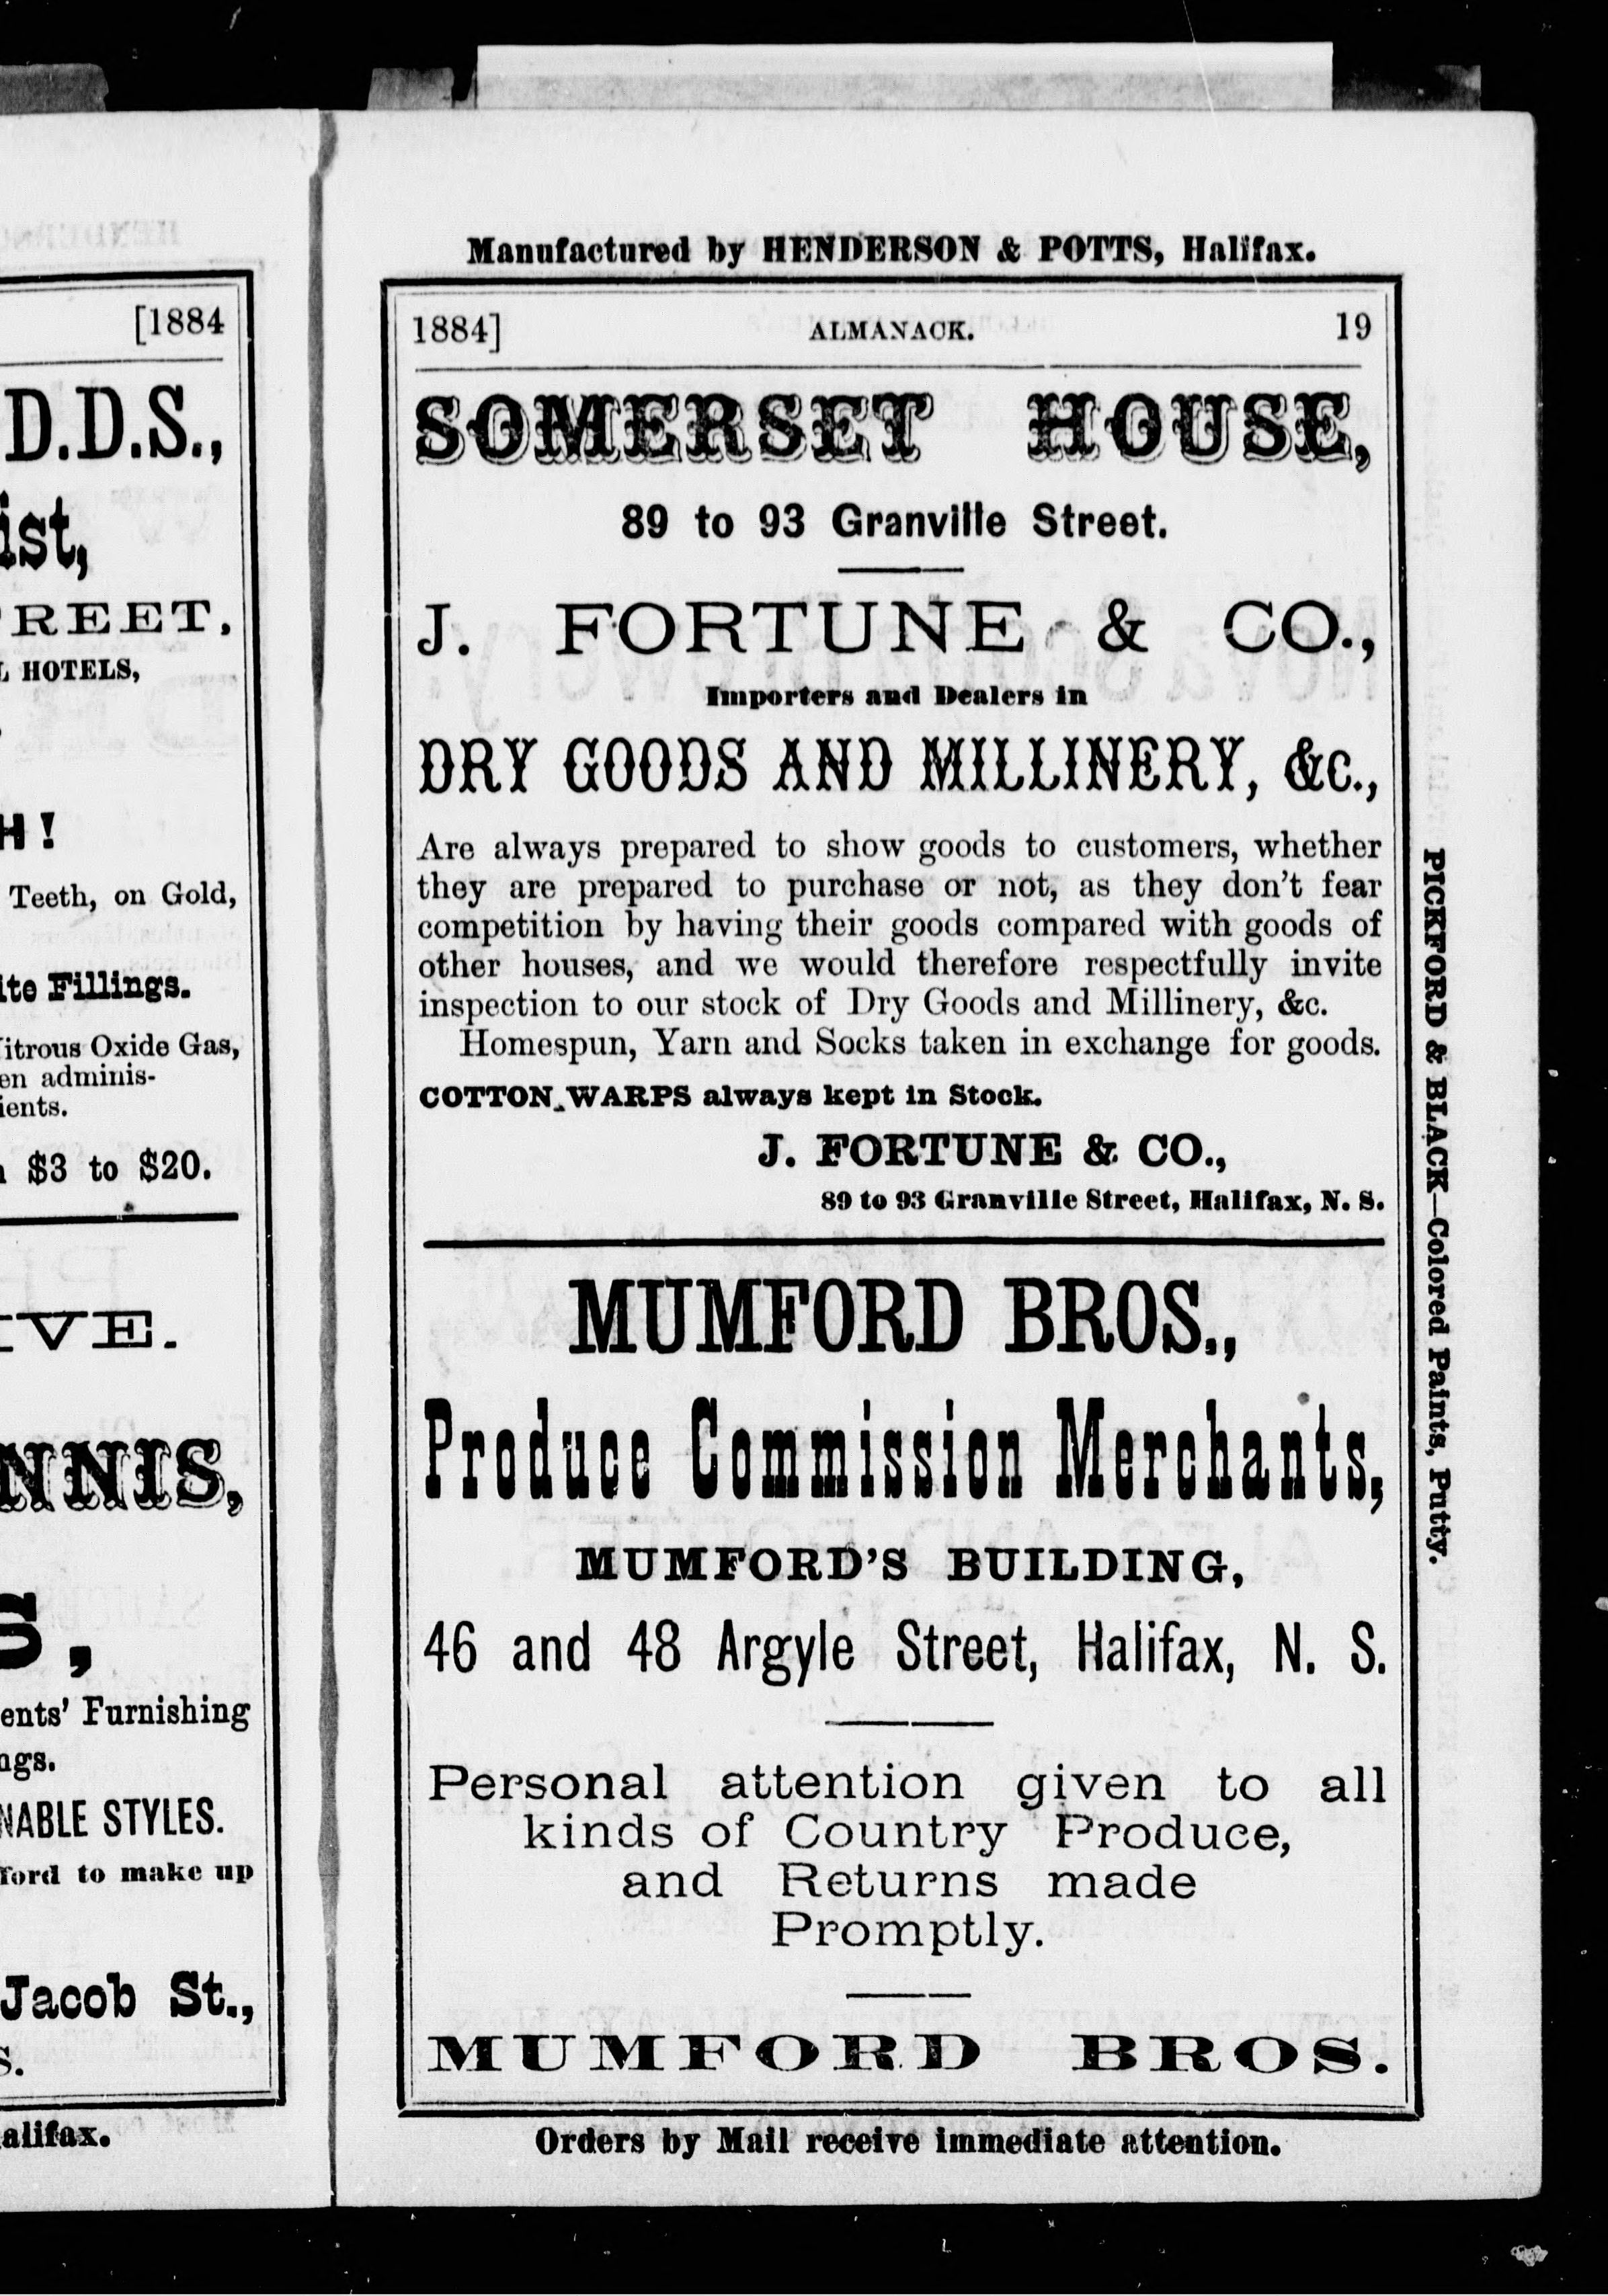 [1884
D.D.S.,
ist,
REET,
HOTELS,
H!
Teeth, on Gold,
ite Fillings.
itrous Oxide Gas,
en adminis-
ients.
$3 to $20.
IVE.
NNIS,
S,
ents' Furnishing
ngs.
NABLE STYLES.
ford to make up
Jacob St.,
S.
alifax.
Manufactured by HENDERSON & POTTS, Halifax.
1884] ALMANACK. 19
SOMERSET HOUSE,
89 to 93 Granville Street.
J. FORTUNE & CO.,
Importers and Dealers in
DRY GOODS AND MILLINERY, &c.,
Are always prepared to show goods to customers, whether
they are prepared to purchase or not, as they don't fear
competition by having their goods compared with goods of
other houses, and we would therefore respectfully invite
inspection to our stock of Dry Goods and Millinery, &c.
Homespun, Yarn and Socks taken in exchange for goods.
COTTON WARPS always kept in Stock.
J. FORTUNE & CO.,
89 to 93 Granville Street, Halifax, N. S.
MUMFORD BROS.,
Produce Commission Merchants,
MUMFORD'S BUILDING,
46 and 48 Argyle Street, Halifax, N. S.
Personal attention given to all
kinds of Country Produce,
and Returns made
Promptly.
MUMFORD BROS.
Orders by Mail receive immediate attention.
PICKFORD & BLACK—Colored Paints, Putty.